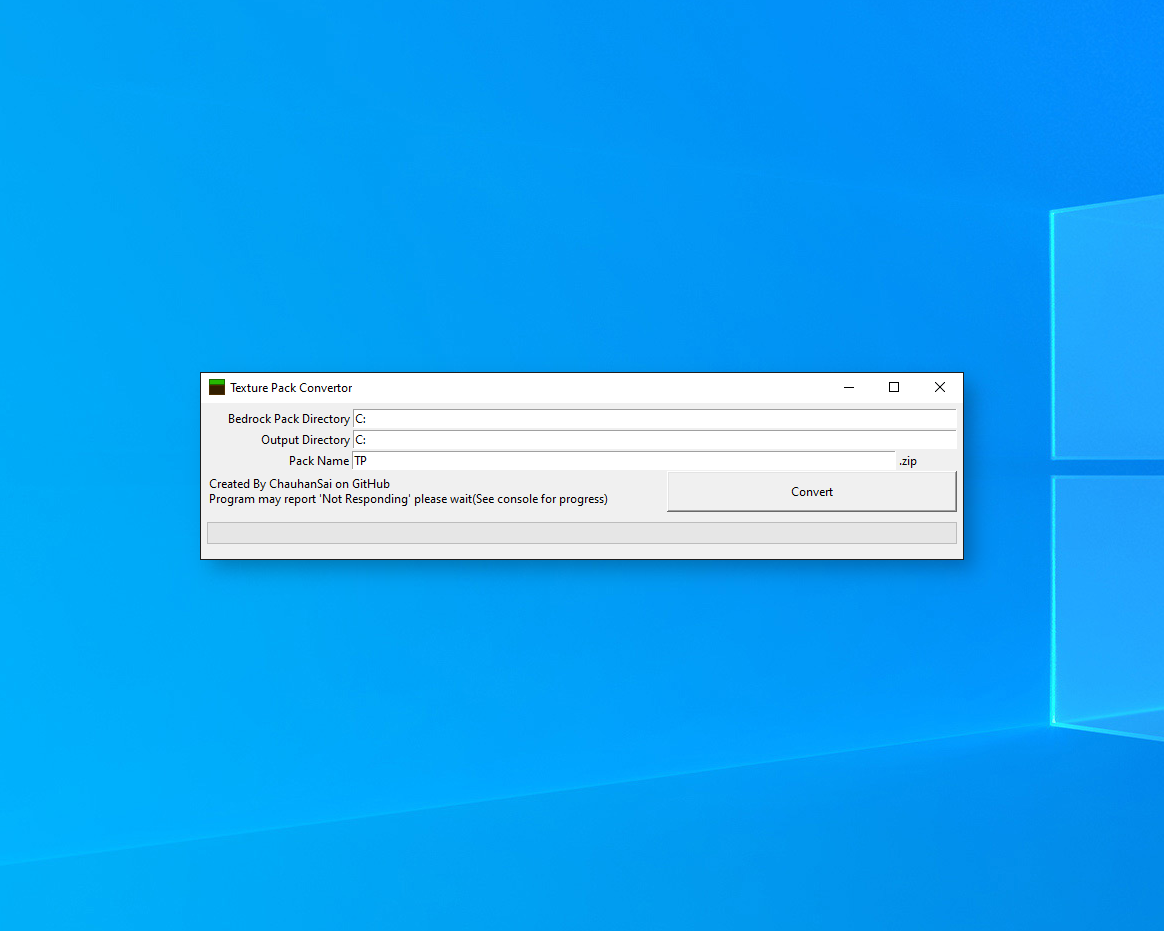 Texture Pack Convertor
Bedrock Pack Directory C:
Output Directory C:
Pack Name TP .zip
Created By ChauhanSai on GitHub
Program may report 'Not Responding' please wait(See console for progress)
Convert